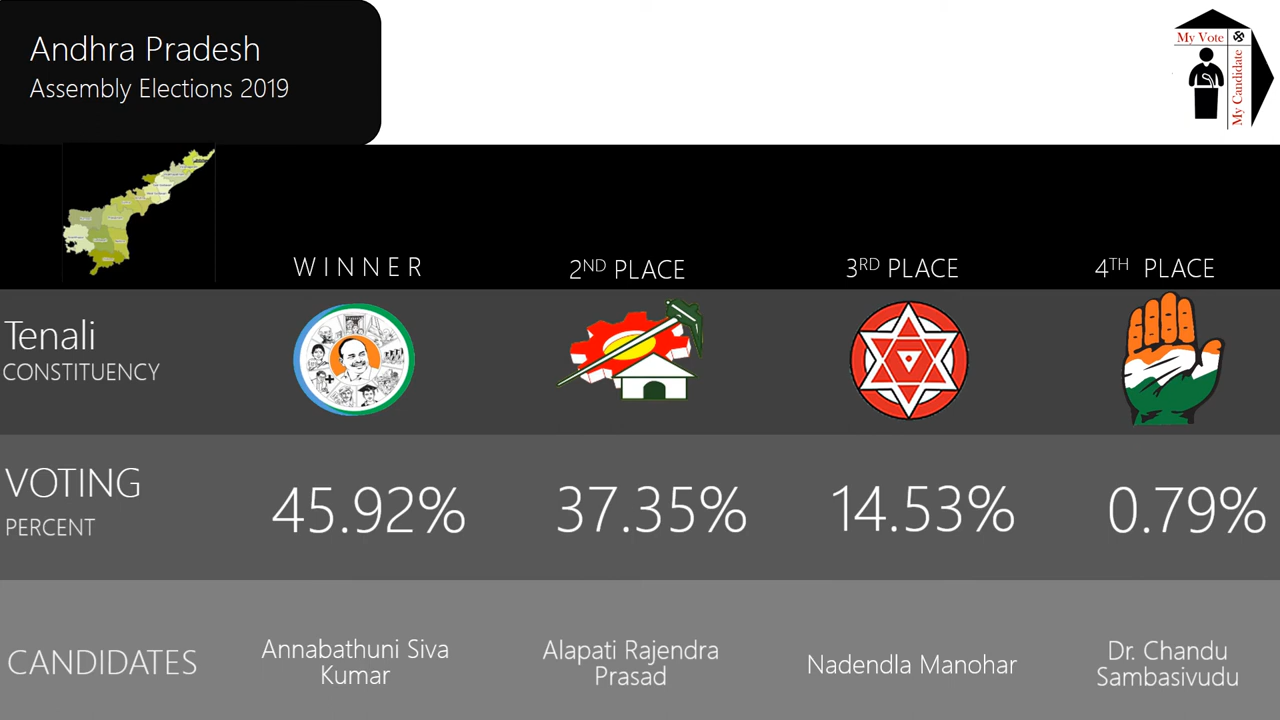 Andhra Pradesh
Assembly Elections 2019
My Vote
My Candidate
WINNER
2ND PLACE
3RD PLACE
4TH PLACE
Tenali
CONSTITUENCY
VOTING
PERCENT
45.92%
37.35%
14.53%
0.79%
CANDIDATES
Annabathuni Siva
Kumar
Alapati Rajendra
Prasad
Nadendla Manohar
Dr. Chandu
Sambasivudu